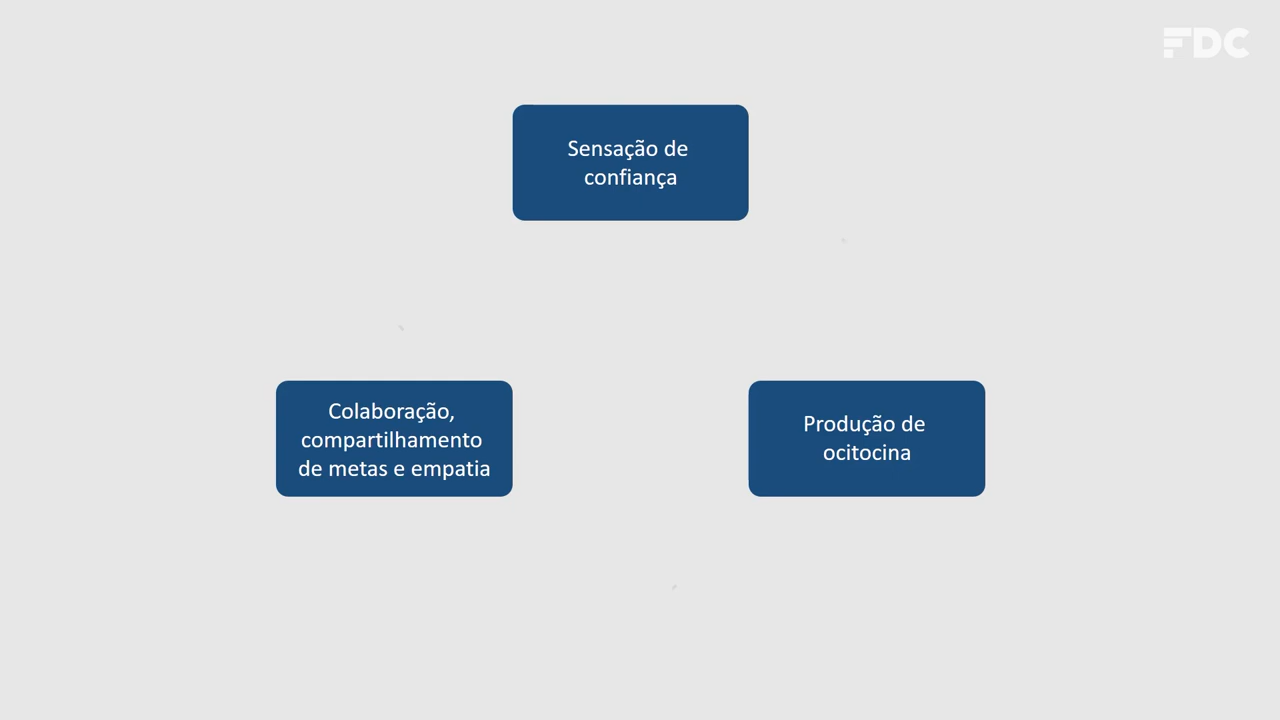 FDC
Sensação de
confiança
Colaboração,
compartilhamento
de metas e empatia
Produção de
ocitocina